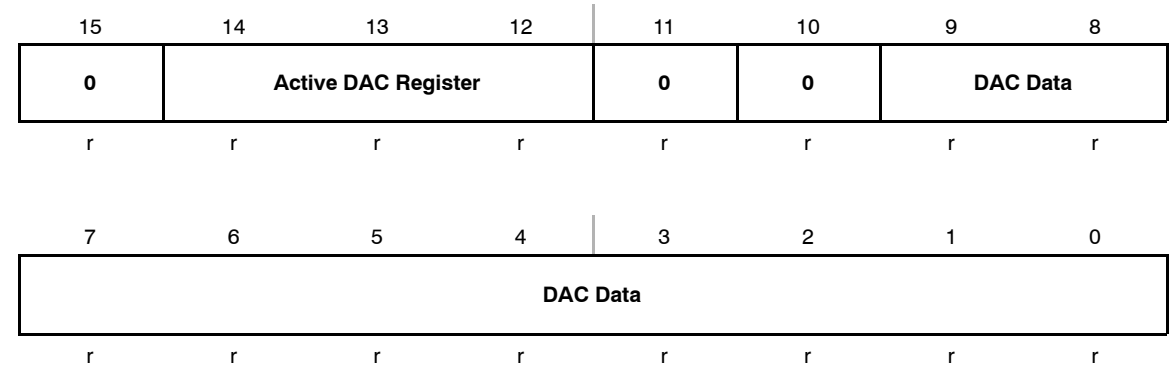 15 14 13 12 11 10 9 8
0 Active DAC Register 0 0 DAC Data
r r r r r r r r
7 6 5 4 3 2 1 0
DAC Data
r r r r r r r r